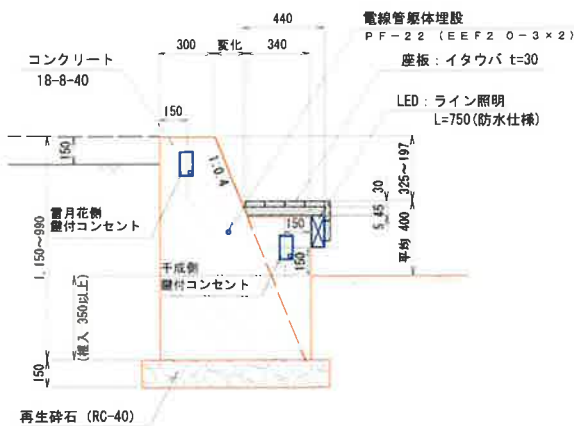 電線管躯体埋設
PF-22 (EEF20-3×2)
440
コンクリート
18-8-40
300
変化
340
座板：イタウバ t=30
LED：ライン照明
L=750(防水仕様)
150
150
1:0.4
30
325~197
雪月花側
鍵付コンセント
150
5
45
平均 400
1,150~990
千成側
鍵付コンセント
150
(根入 350以上)
150
再生砕石 (RC-40)